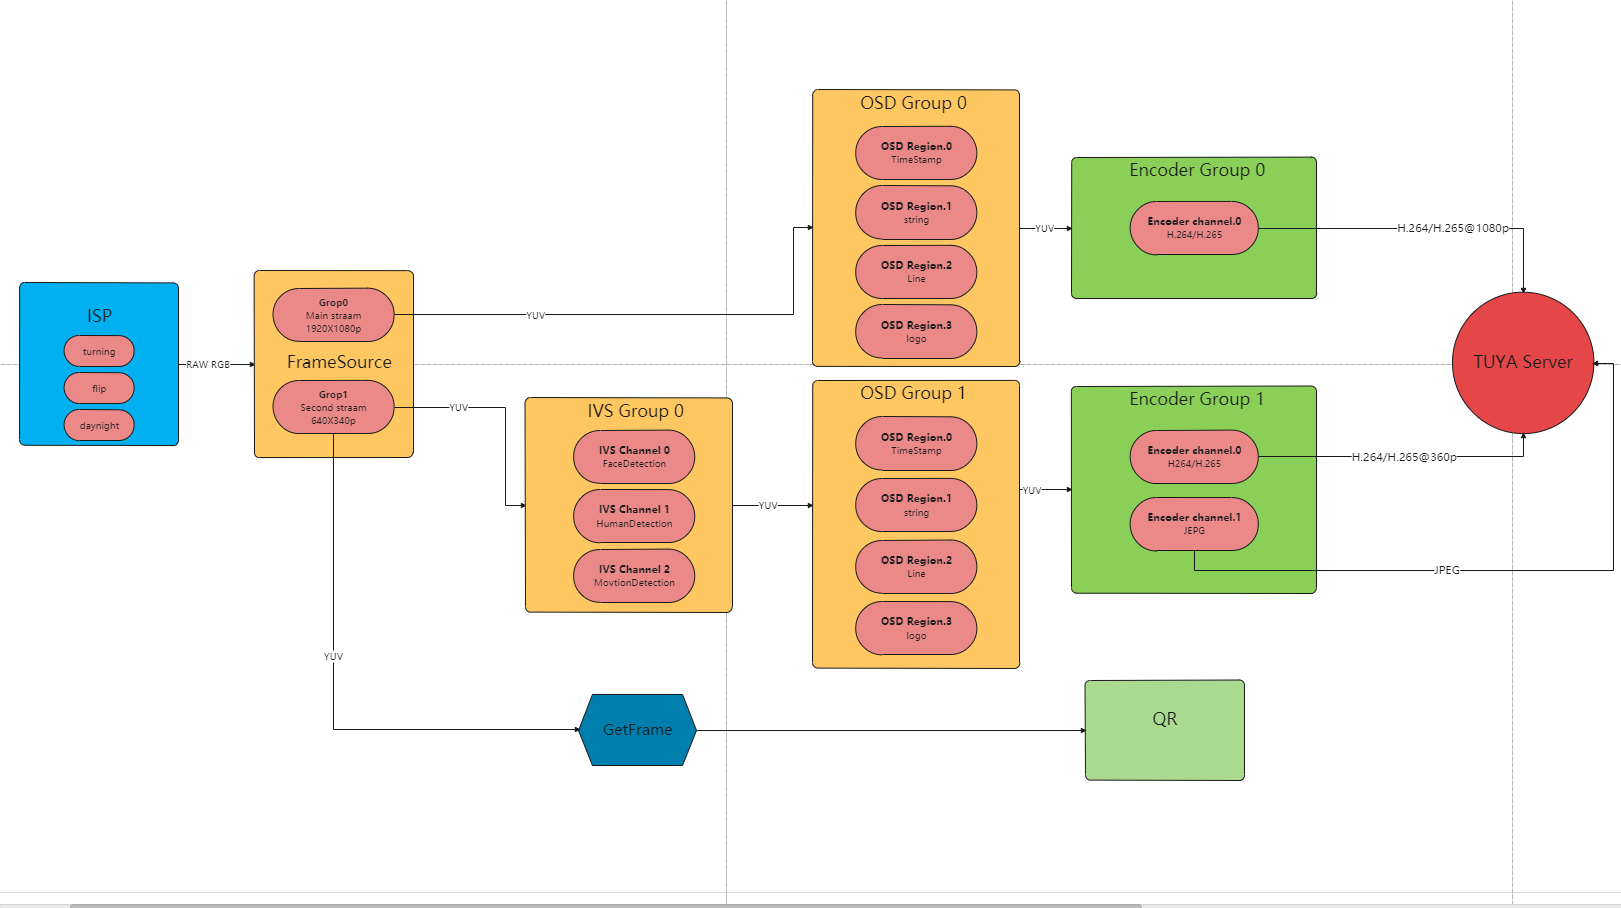 ISP
turning
flip
daynight
RAW RGB
Grop0
Main straam
1920X1080p
FrameSource
Grop1
Second straam
640X340p
YUV
YUV
YUV
IVS Group 0
IVS Channel 0
FaceDetection
IVS Channel 1
HumanDetection
IVS Channel 2
MovtionDetection
YUV
OSD Group 0
OSD Region.0
TimeStamp
OSD Region.1
string
OSD Region.2
Line
OSD Region.3
logo
YUV
OSD Group 1
OSD Region.0
TimeStamp
OSD Region.1
string
OSD Region.2
Line
OSD Region.3
logo
YUV
Encoder Group 0
Encoder channel.0
H.264/H.265
H.264/H.265@1080p
Encoder Group 1
Encoder channel.0
H264/H.265
Encoder channel.1
JEPG
H.264/H.265@360p
JPEG
TUYA Server
GetFrame
QR